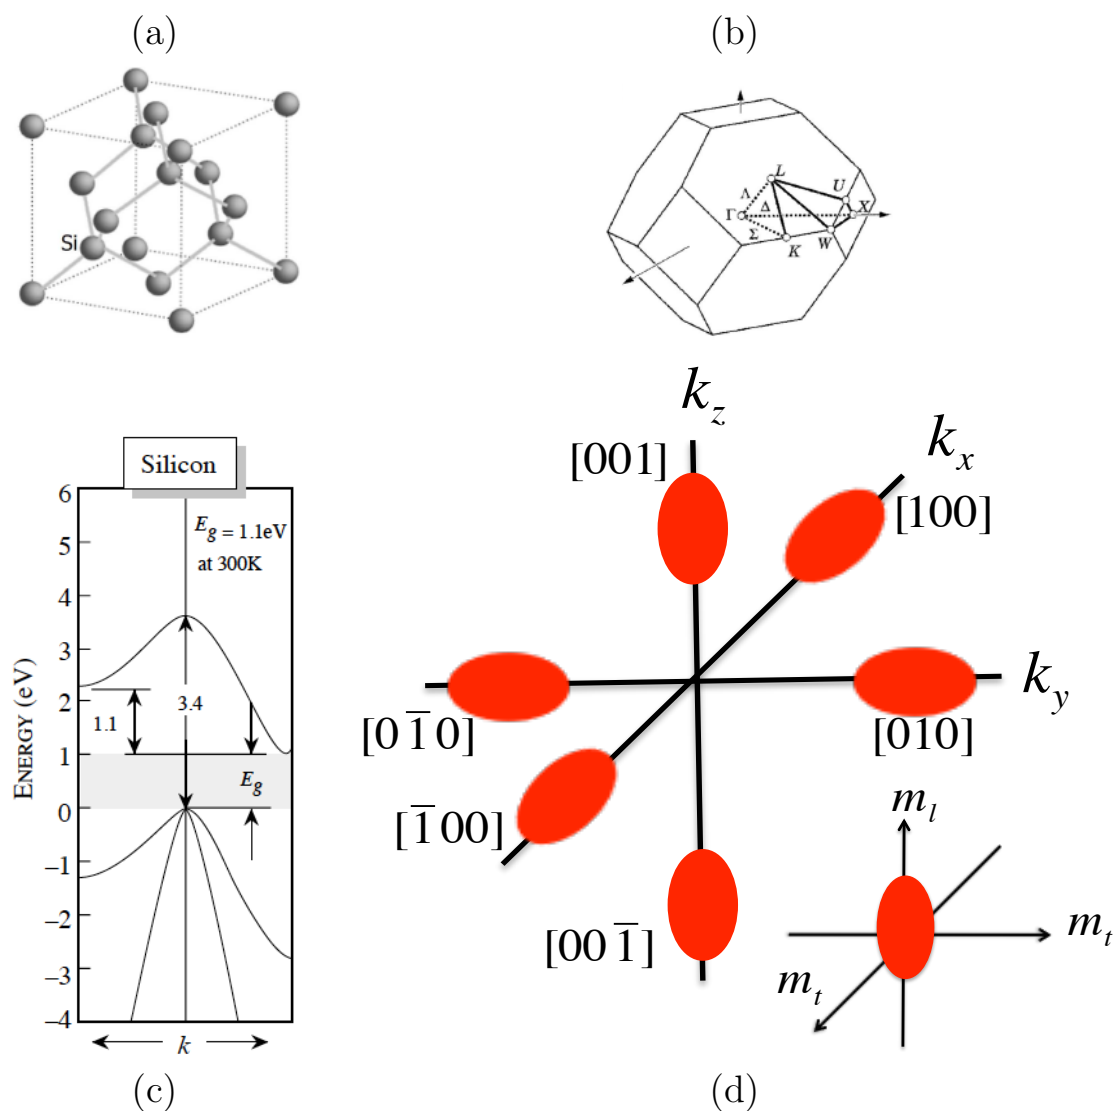 (a)
(b)
Si
L
Λ
U
Γ
Δ
X
Σ
K
W
Silicon
6
5
4
3
2
1
0
–1
–2
–3
–4
ENERGY (eV)
E_g = 1.1eV
at 300K
1.1
3.4
E_g
k
k_z
k_x
k_y
[001]
[100]
[0 1̅ 0]
[010]
[1̅ 00]
[00 1̅]
m_l
m_t
m_t
(c)
(d)